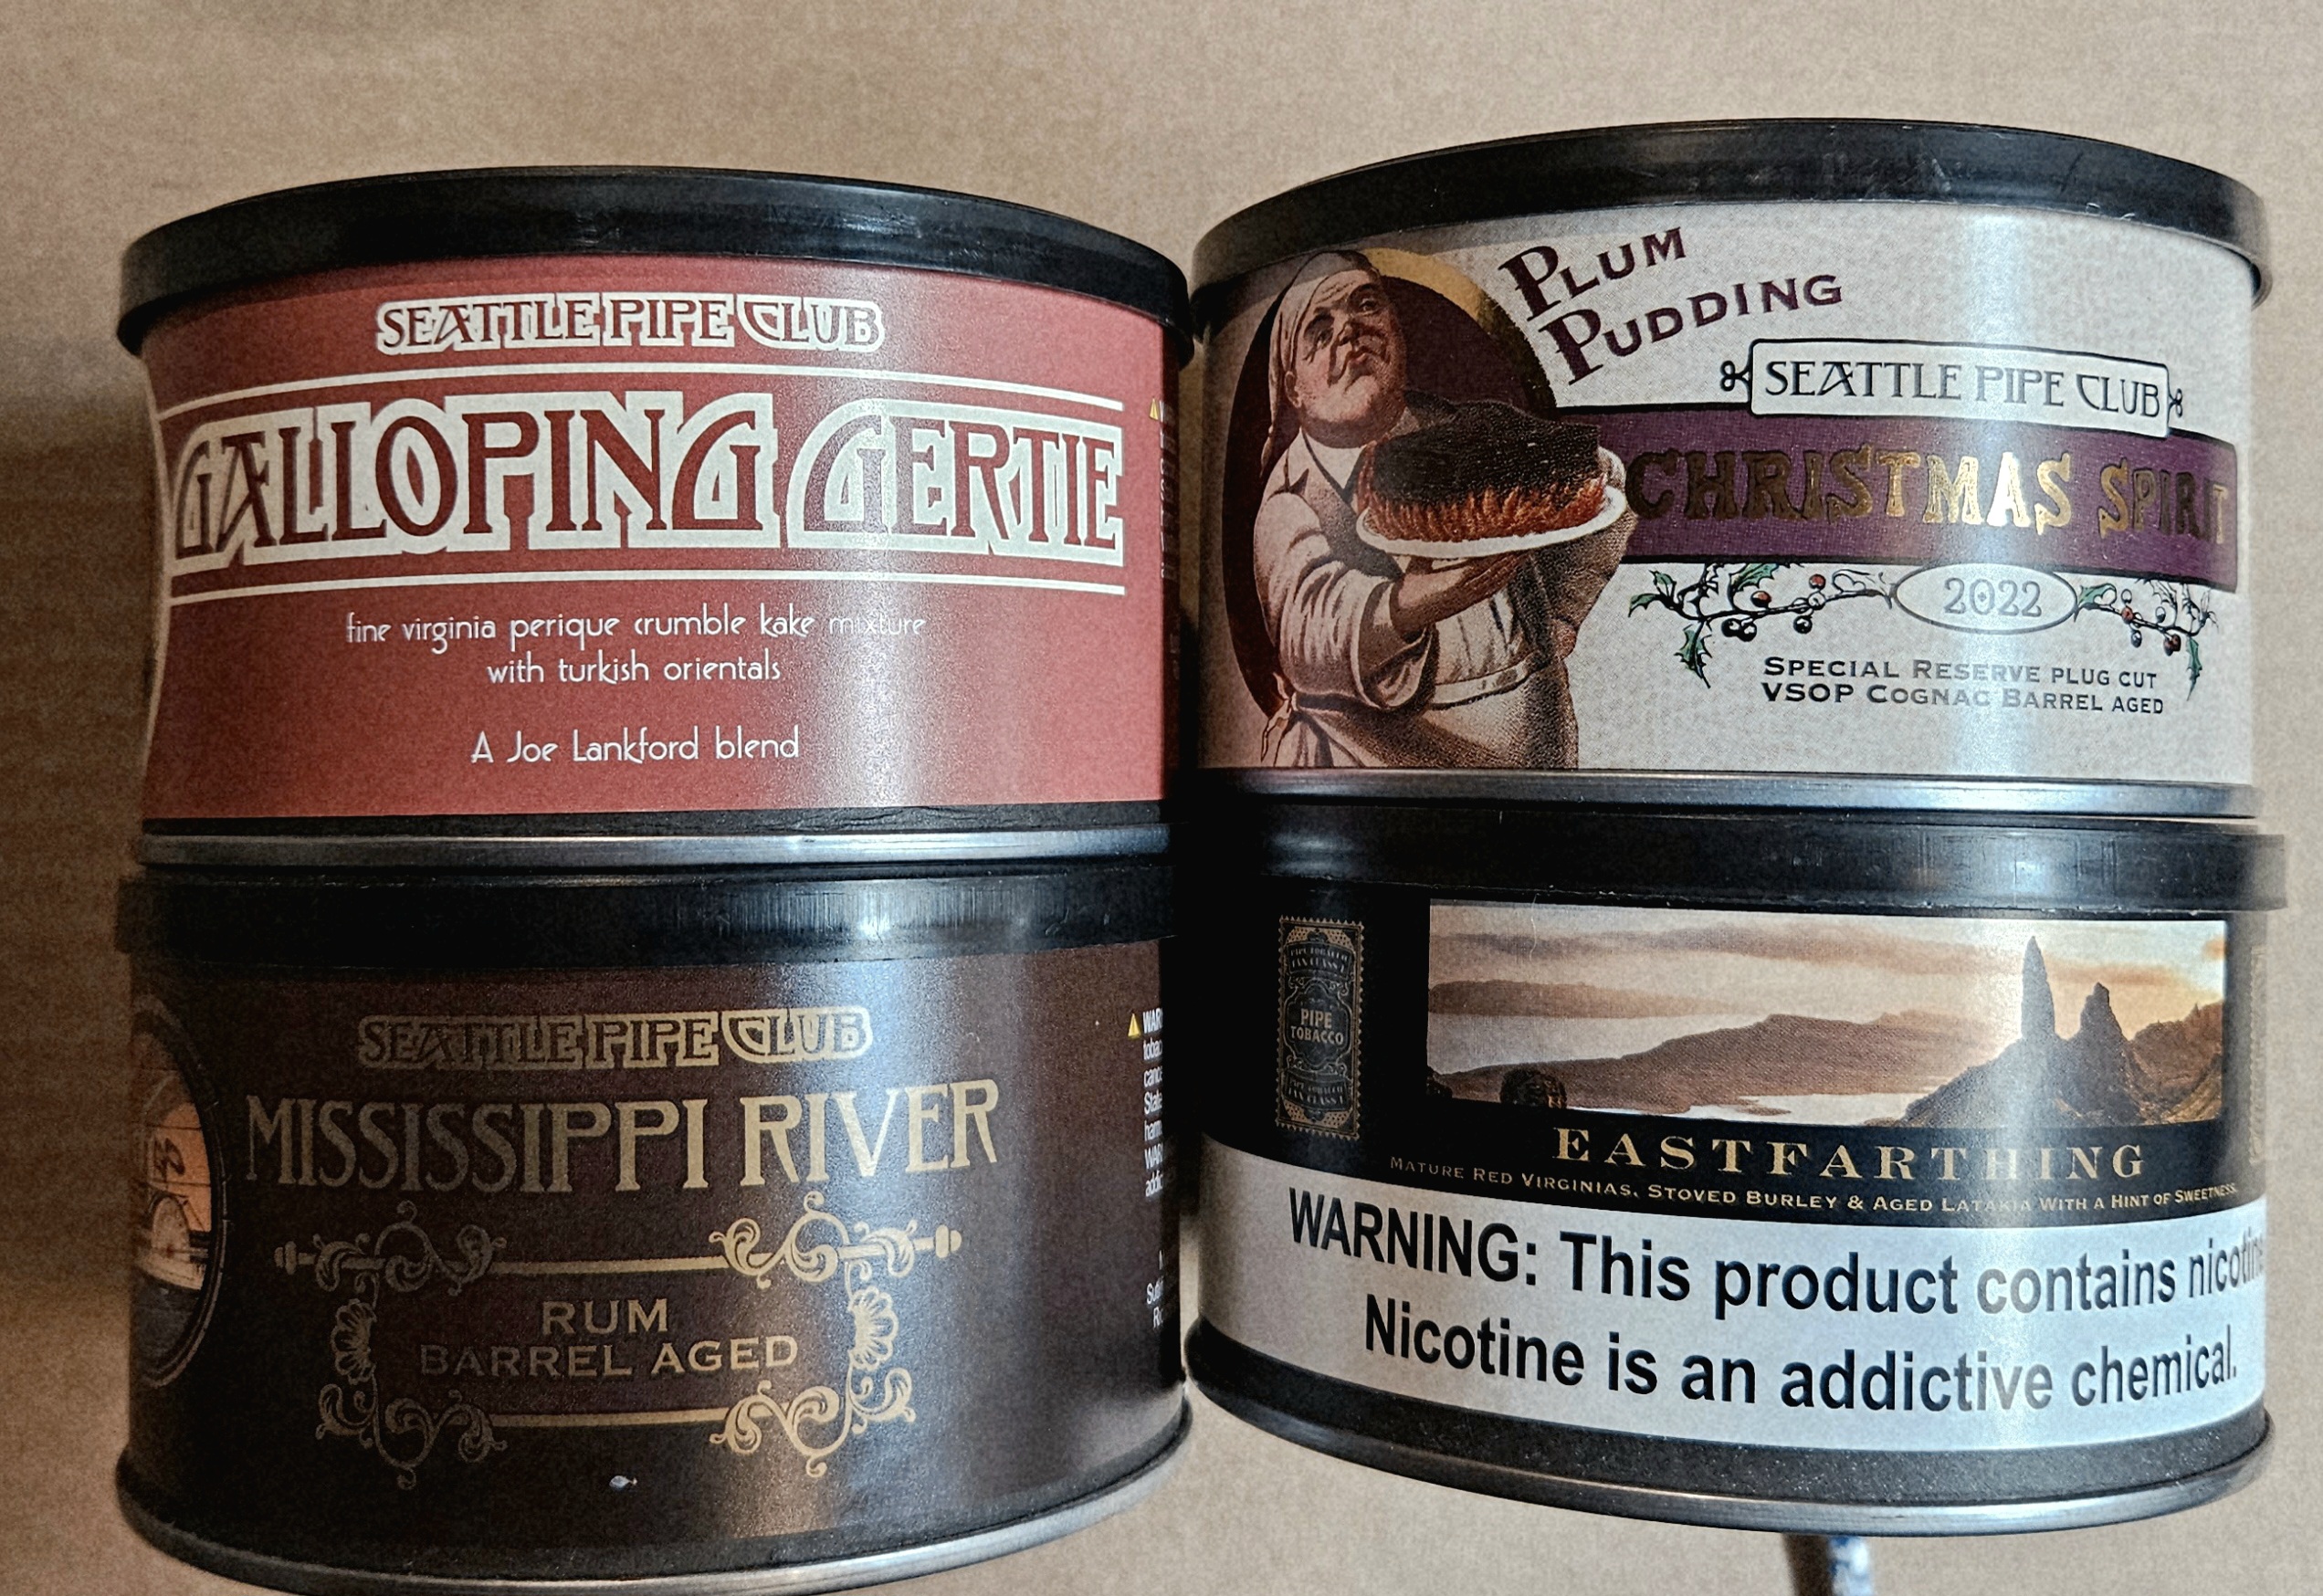 SEATTLE PIPE CLUB
GALLOPING GERTIE
fine virginia perique crumble kake mixture
with turkish orientals
A Joe Lankford blend
PLUM
PUDDING
SEATTLE PIPE CLUB
CHRISTMAS SPIRIT
2022
SPECIAL RESERVE PLUG CUT
VSOP COGNAC BARREL AGED
SEATTLE PIPE CLUB
MISSISSIPPI RIVER
RUM
BARREL AGED
PIPE
TOBACCO
EASTFARTHING
MATURE RED VIRGINIAS, STOVED BURLEY & AGED LATAKIA WITH A HINT OF SWEETNESS.
WARNING: This product contains nicotine
Nicotine is an addictive chemical.